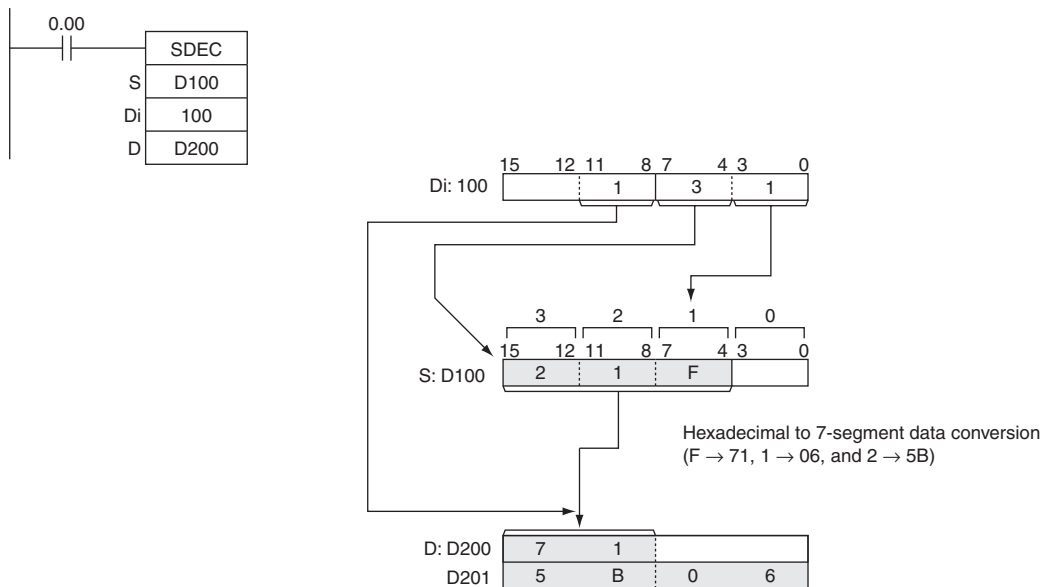 0.00
SDEC
S D100
Di 100
D D200
15 12 11 8 7 4 3 0
Di: 100 1 3 1
3 2 1 0
15 12 11 8 7 4 3 0
S: D100 2 1 F
Hexadecimal to 7-segment data conversion
(F → 71, 1 → 06, and 2 → 5B)
D: D200 7 1
D201 5 B 0 6